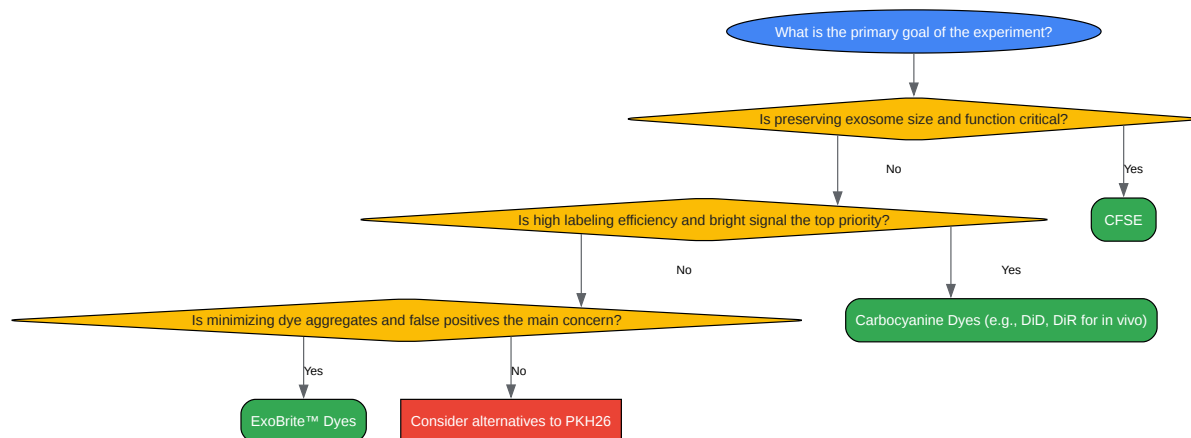 What is the primary goal of the experiment?
Is preserving exosome size and function critical?
No
Yes
Is high labeling efficiency and bright signal the top priority?
CFSE
No
Yes
Is minimizing dye aggregates and false positives the main concern?
Carbocyanine Dyes (e.g., DiD, DiR for in vivo)
Yes
No
ExoBrite™ Dyes
Consider alternatives to PKH26